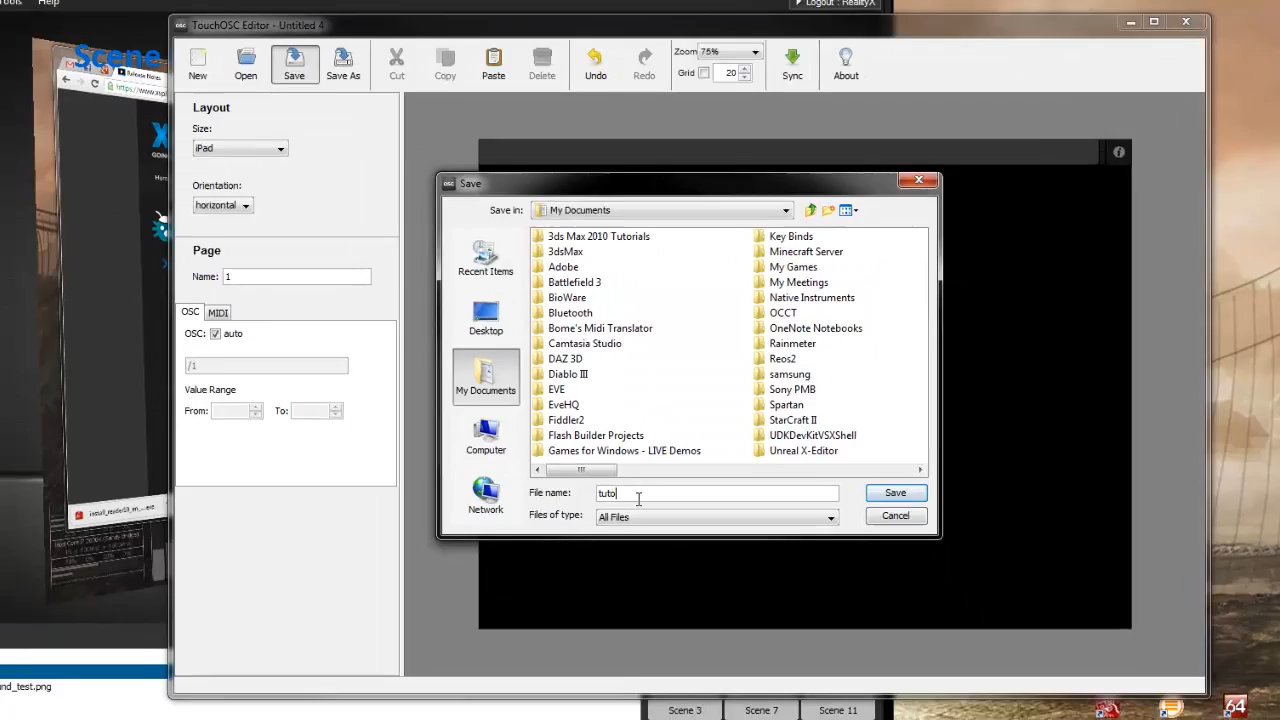 Tools Help
Logout : RealityX
Scene
TouchOSC Editor - Untitled 4
New Open Save Save As Cut Copy Paste Delete Undo Redo Zoom 75% Grid 20 Sync About
Layout
Size:
iPad
Orientation:
horizontal
Page
Name: 1
OSC MIDI
OSC: auto
/1
Value Range
From: To:
Save
Save in: My Documents
Recent Items
Desktop
My Documents
Computer
Network
3ds Max 2010 Tutorials
3dsMax
Adobe
Battlefield 3
BioWare
Bluetooth
Bome's Midi Translator
Camtasia Studio
DAZ 3D
Diablo III
EVE
EveHQ
Fiddler2
Flash Builder Projects
Games for Windows - LIVE Demos
Key Binds
Minecraft Server
My Games
My Meetings
Native Instruments
OCCT
OneNote Notebooks
Rainmeter
Reos2
samsung
Sony PMB
Spartan
StarCraft II
UDKDevKitVSXShell
Unreal X-Editor
File name: tuto Save
Files of type: All Files Cancel
Release Notes
nd_test.png
Scene 3 Scene 7 Scene 11
64